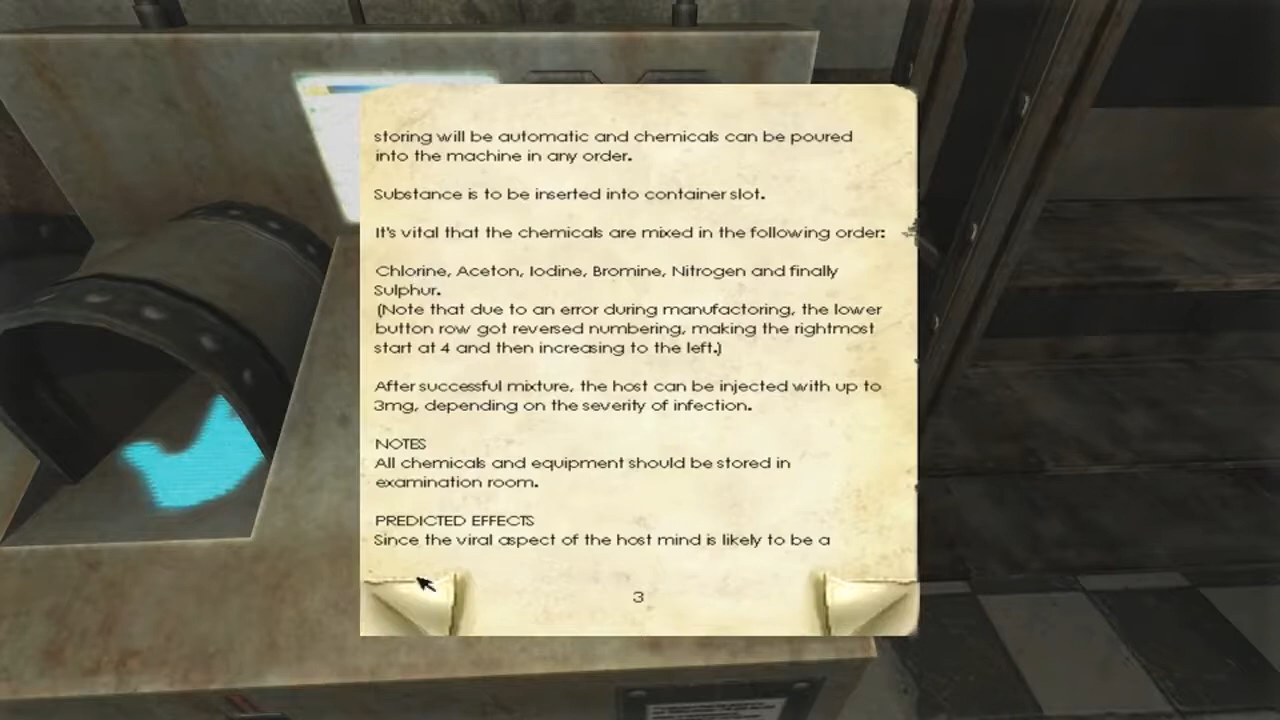 storing will be automatic and chemicals can be poured
into the machine in any order.
Substance is to be inserted into container slot.
It's vital that the chemicals are mixed in the following order:
Chlorine, Aceton, Iodine, Bromine, Nitrogen and finally
Sulphur.
(Note that due to an error during manufactoring, the lower
button row got reversed numbering, making the rightmost
start at 4 and then increasing to the left.)
After successful mixture, the host can be injected with up to
3mg, depending on the severity of infection.
NOTES
All chemicals and equipment should be stored in
examination room.
PREDICTED EFFECTS
Since the viral aspect of the host mind is likely to be a
3